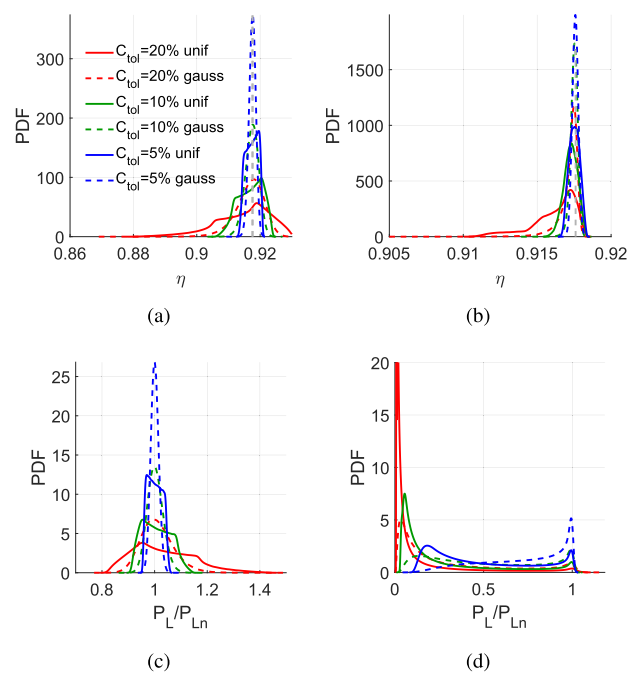 PDF
300
200
100
0
0.86
0.88
0.9
0.92
η
C_tol=20% unif
C_tol=20% gauss
C_tol=10% unif
C_tol=10% gauss
C_tol=5% unif
C_tol=5% gauss
(a)
PDF
1500
1000
500
0
0.905
0.91
0.915
0.92
η
(b)
PDF
25
20
15
10
5
0
0.8
1
1.2
1.4
P_L/P_Ln
(c)
PDF
20
15
10
5
0
0
0.5
1
P_L/P_Ln
(d)